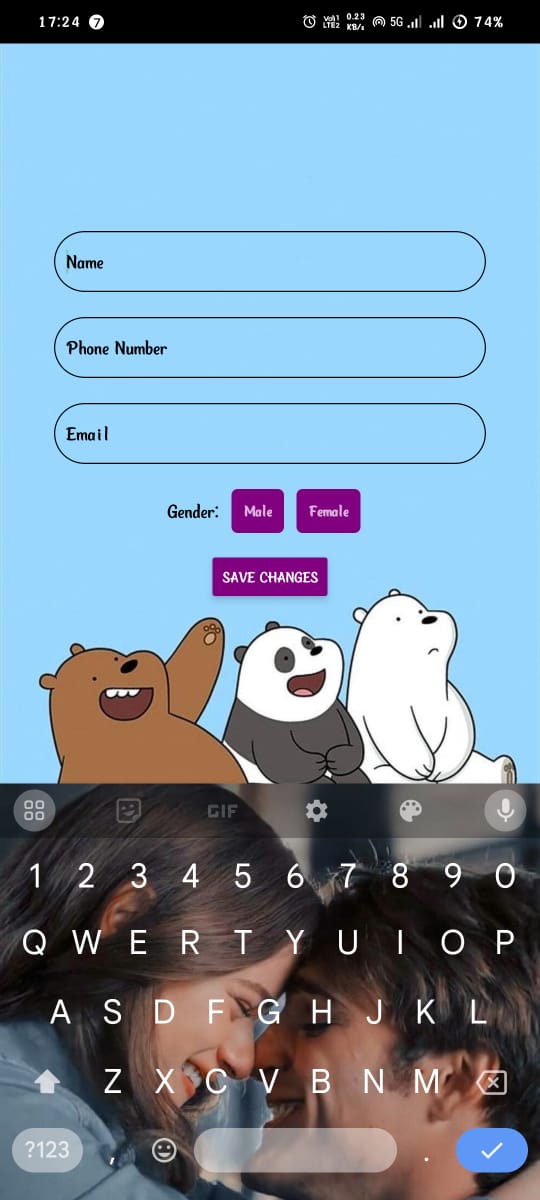 17:24 7 Vo)) 1 LTE2 0.23 KB/s 5G 74%
Name
Phone Number
Email
Gender: Male Female
SAVE CHANGES
GIF
1 2 3 4 5 6 7 8 9 0
Q W E R T Y U I O P
A S D F G H J K L
Z X C V B N M
?123 , .